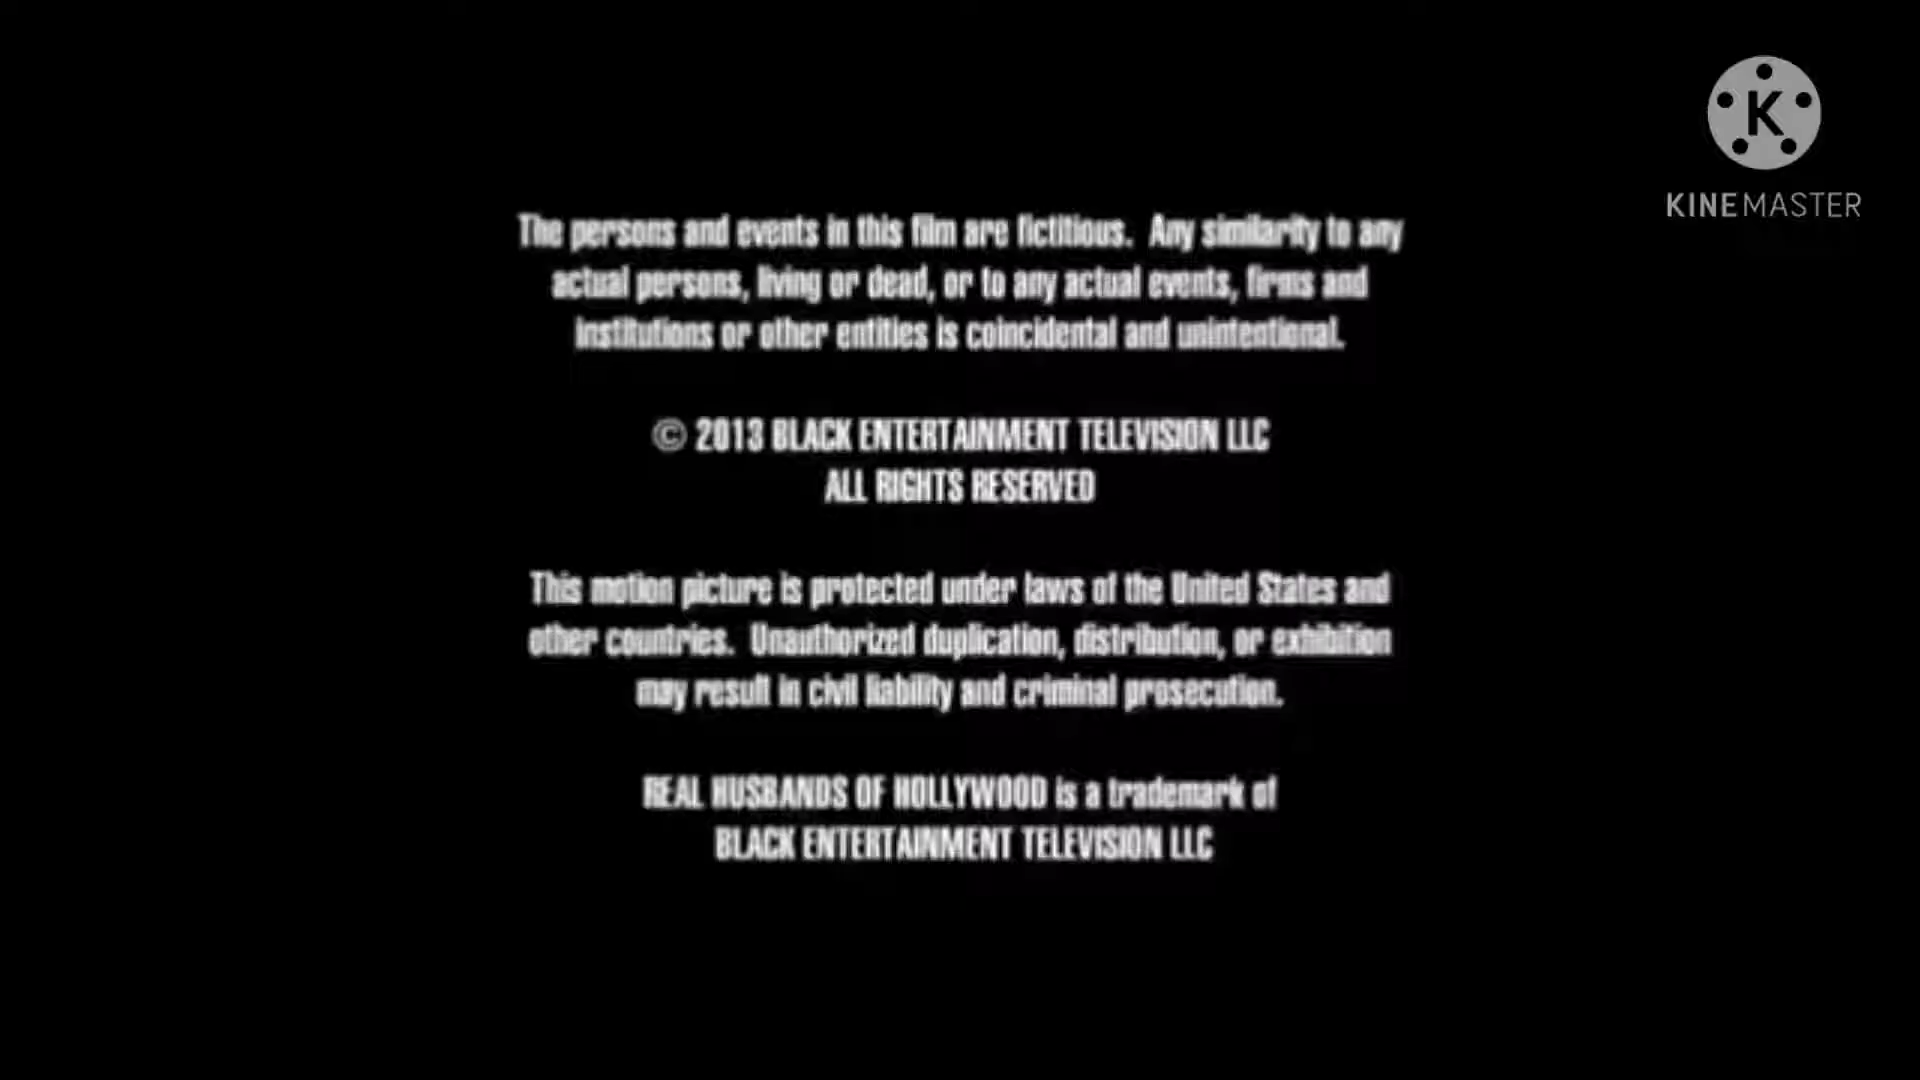 K
KINEMASTER
The persons and events in this film are fictitious. Any similarity to any
actual persons, living or dead, or to any actual events, firms and
institutions or other entities is coincidental and unintentional.
© 2013 BLACK ENTERTAINMENT TELEVISION LLC
ALL RIGHTS RESERVED
This motion picture is protected under laws of the United States and
other countries. Unauthorized duplication, distribution, or exhibition
may result in civil liability and criminal prosecution.
REAL HUSBANDS OF HOLLYWOOD is a trademark of
BLACK ENTERTAINMENT TELEVISION LLC